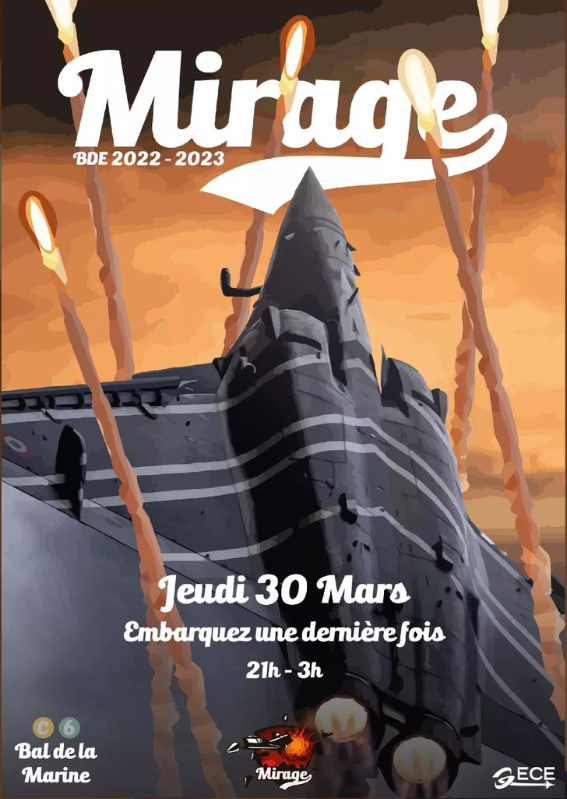 Mirage
BDE 2022 - 2023
Jeudi 30 Mars
Embarquez une dernière fois
21h - 3h
C 6
Bal de la
Marine
Mirage
ECE